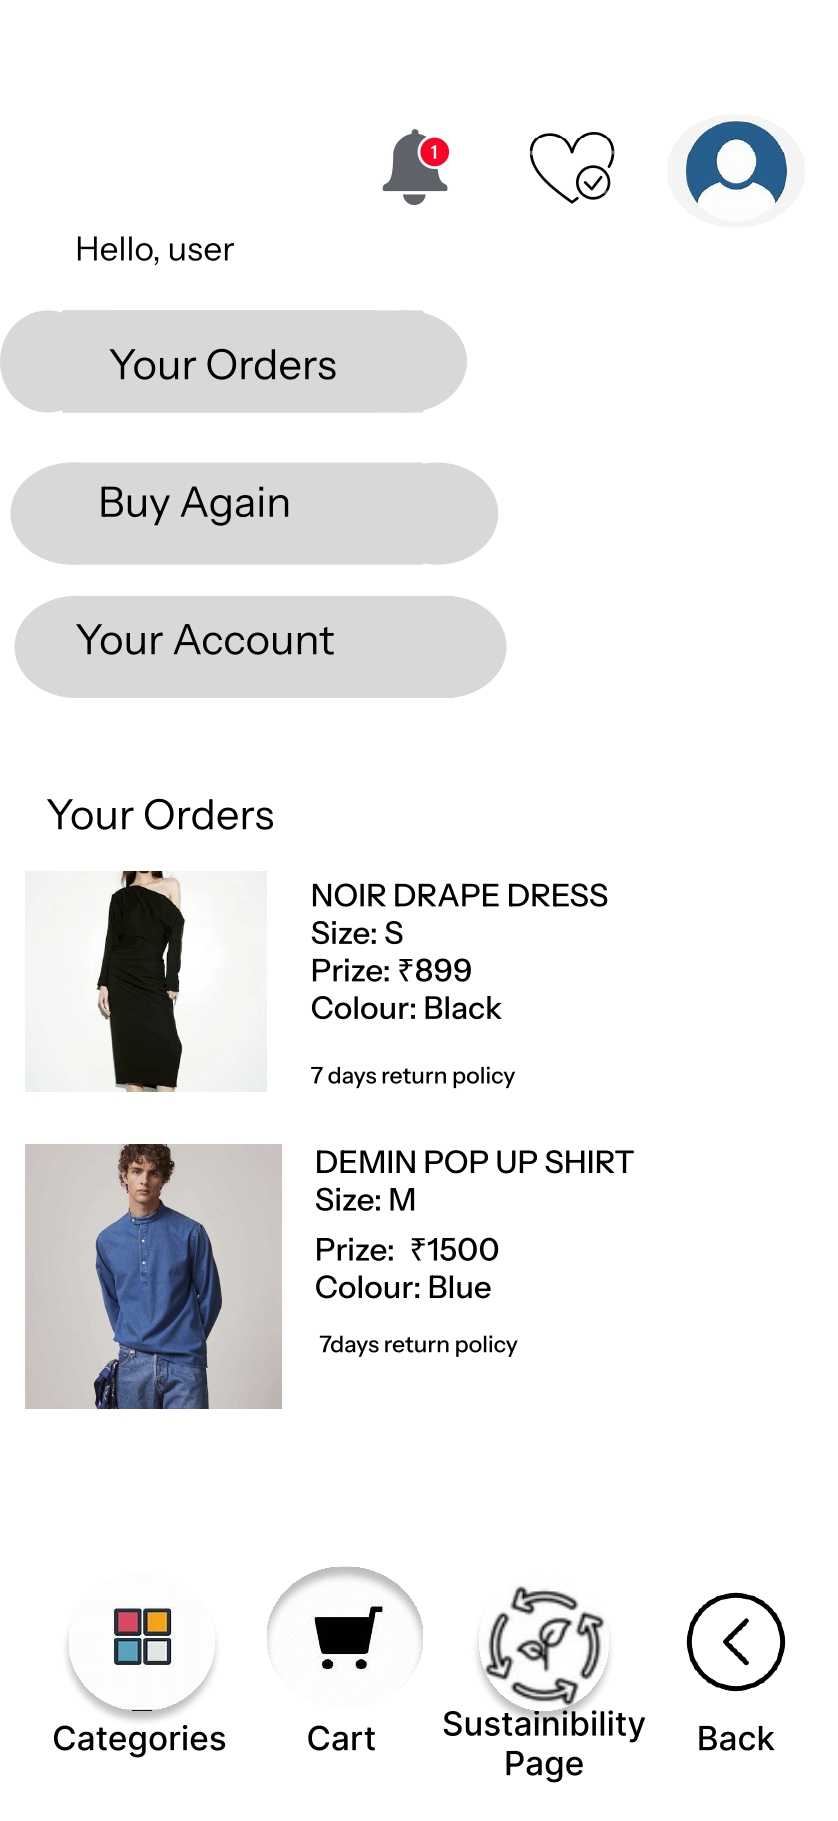 1
Hello, user
Your Orders
Buy Again
Your Account
Your Orders
NOIR DRAPE DRESS
Size: S
Prize: ₹899
Colour: Black
7 days return policy
DEMIN POP UP SHIRT
Size: M
Prize: ₹1500
Colour: Blue
7days return policy
Categories
Cart
Sustainibility
Page
Back